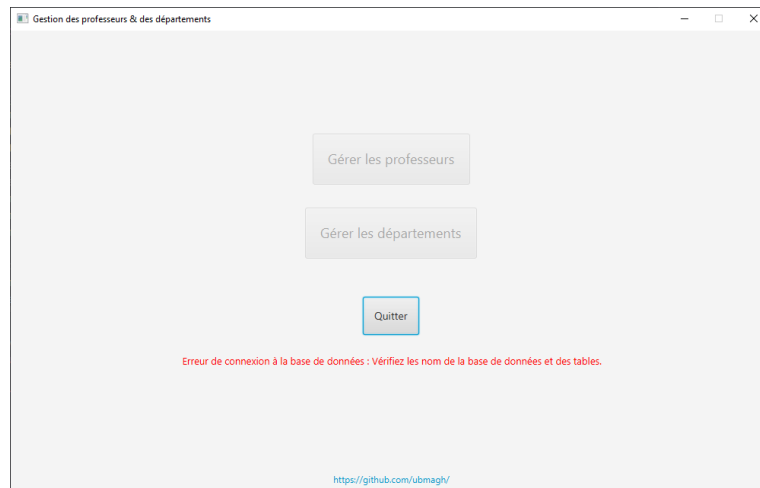 Gestion des professeurs & des départements
Gérer les professeurs
Gérer les départements
Quitter
Erreur de connexion à la base de données : Vérifiez les nom de la base de données et des tables.
https://github.com/ubmagh/